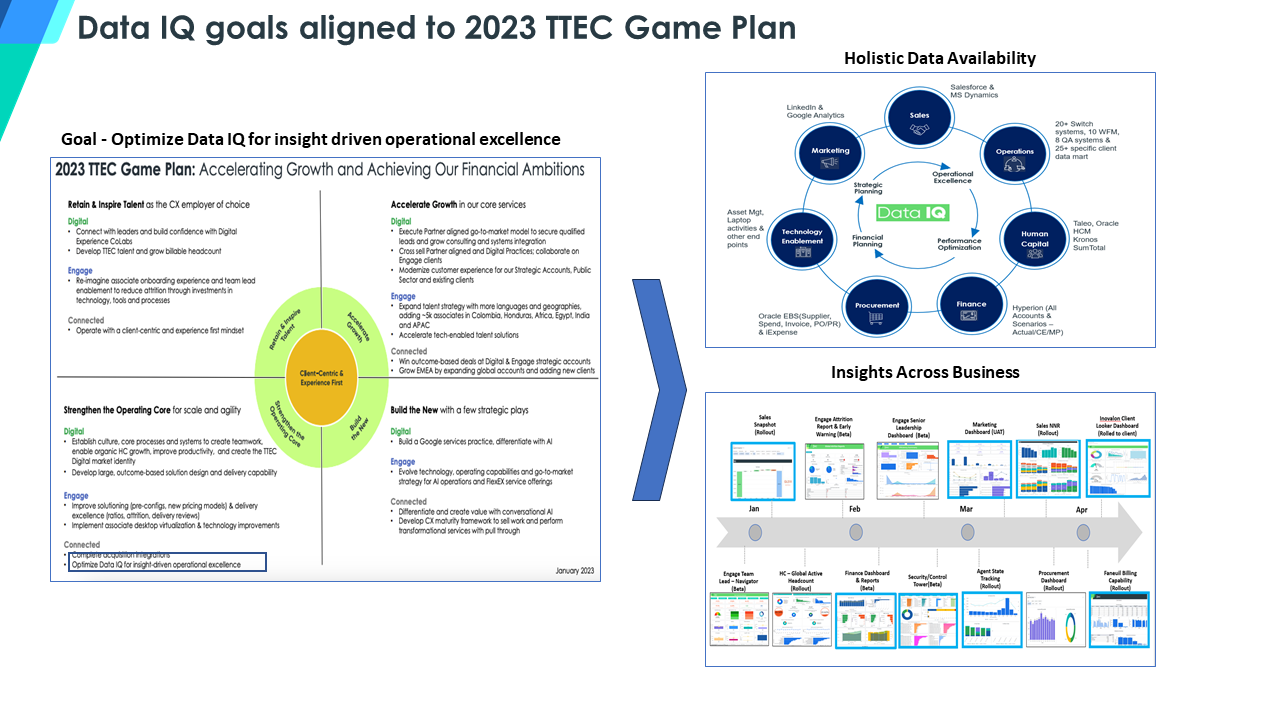 Data IQ goals aligned to 2023 TTEC Game Plan
Goal - Optimize Data IQ for insight driven operational excellence
2023 TTEC Game Plan: Accelerating Growth and Achieving Our Financial Ambitions
Retain & Inspire Talent as the CX employer of choice
Digital
• Connect with leaders and build confidence with Digital
Experience CoLabs
• Develop TTEC talent and grow billable headcount
Engage
• Re-imagine associate onboarding experience and team lead
enablement to reduce attrition through investments in
technology, tools and processes
Connected
• Operate with a client-centric and experience first mindset
Accelerate Growth in our core services
Digital
• Execute Partner aligned go-to-market model to secure qualified
leads and grow consulting and systems integration
• Cross sell Partner aligned and Digital Practices; collaborate on
Engage clients
• Modernize customer experience for our Strategic Accounts, Public
Sector and existing clients
Engage
• Expand talent strategy with more languages and geographies,
adding ~5k associates in Colombia, Honduras, Africa, Egypt, India
and APAC
• Accelerate tech-enabled talent solutions
Connected
• Win outcome-based deals at Digital & Engage strategic accounts
• Grow EMEA by expanding global accounts and adding new clients
Retain & Inspire
Talent
Accelerate
Growth
Client-Centric &
Experience First
Strengthen the
Operating Core
Build
the New
Strengthen the Operating Core for scale and agility
Digital
• Establish culture, core processes and systems to create teamwork,
enable organic HC growth, improve productivity, and create the TTEC
Digital market identity
• Develop large, outcome-based solution design and delivery capability
Engage
• Improve solutioning (pre-configs, new pricing models) & delivery
excellence (ratios, attrition, delivery reviews)
• Implement associate desktop virtualization & technology improvements
Connected
• Complete acquisition integrations
• Optimize Data IQ for insight-driven operational excellence
Build the New with a few strategic plays
Digital
• Build a Google services practice, differentiate with AI
Engage
• Evolve technology, operating capabilities and go-to-market
strategy for AI operations and FlexEX service offerings
Connected
• Differentiate and create value with conversational AI
• Develop CX maturity framework to sell work and perform
transformational services with pull through
January 2023
Holistic Data Availability
Salesforce &
MS Dynamics
LinkedIn &
Google Analytics
Sales
20+ Switch
systems, 10 WFM,
8 QA systems &
25+ specific client
data mart
Marketing
Operations
Operational
Excellence
Strategic
Planning
Data IQ
Asset Mgt,
Laptop
activities &
other end
points
Technology
Enablement
Financial
Planning
Performance
Optimization
Human
Capital
Taleo, Oracle
HCM
Kronos
SumTotal
Procurement
Finance
Oracle EBS(Supplier,
Spend, Invoice, PO/PR)
& iExpense
Hyperion (All
Accounts &
Scenarios –
Actual/CE/MP)
Insights Across Business
Sales
Snapshot
(Rollout)
Engage Attrition
Report & Early
Warning (Beta)
Engage Senior
Leadership
Dashboard (Beta)
Marketing
Dashboard (UAT)
Sales NNR
(Rollout)
Inovalon Client
Looker Dashboard
(Rolled to client)
Jan
Feb
Mar
Apr
Engage Team
Lead – Navigator
(Beta)
HC – Global Active
Headcount
(Rollout)
Finance Dashboard
& Reports
(Beta)
Security/Control
Tower(Beta)
Agent State
Tracking
(Rollout)
Procurement
Dashboard
(Rollout)
Faneuil Billing
Capability
(Rollout)